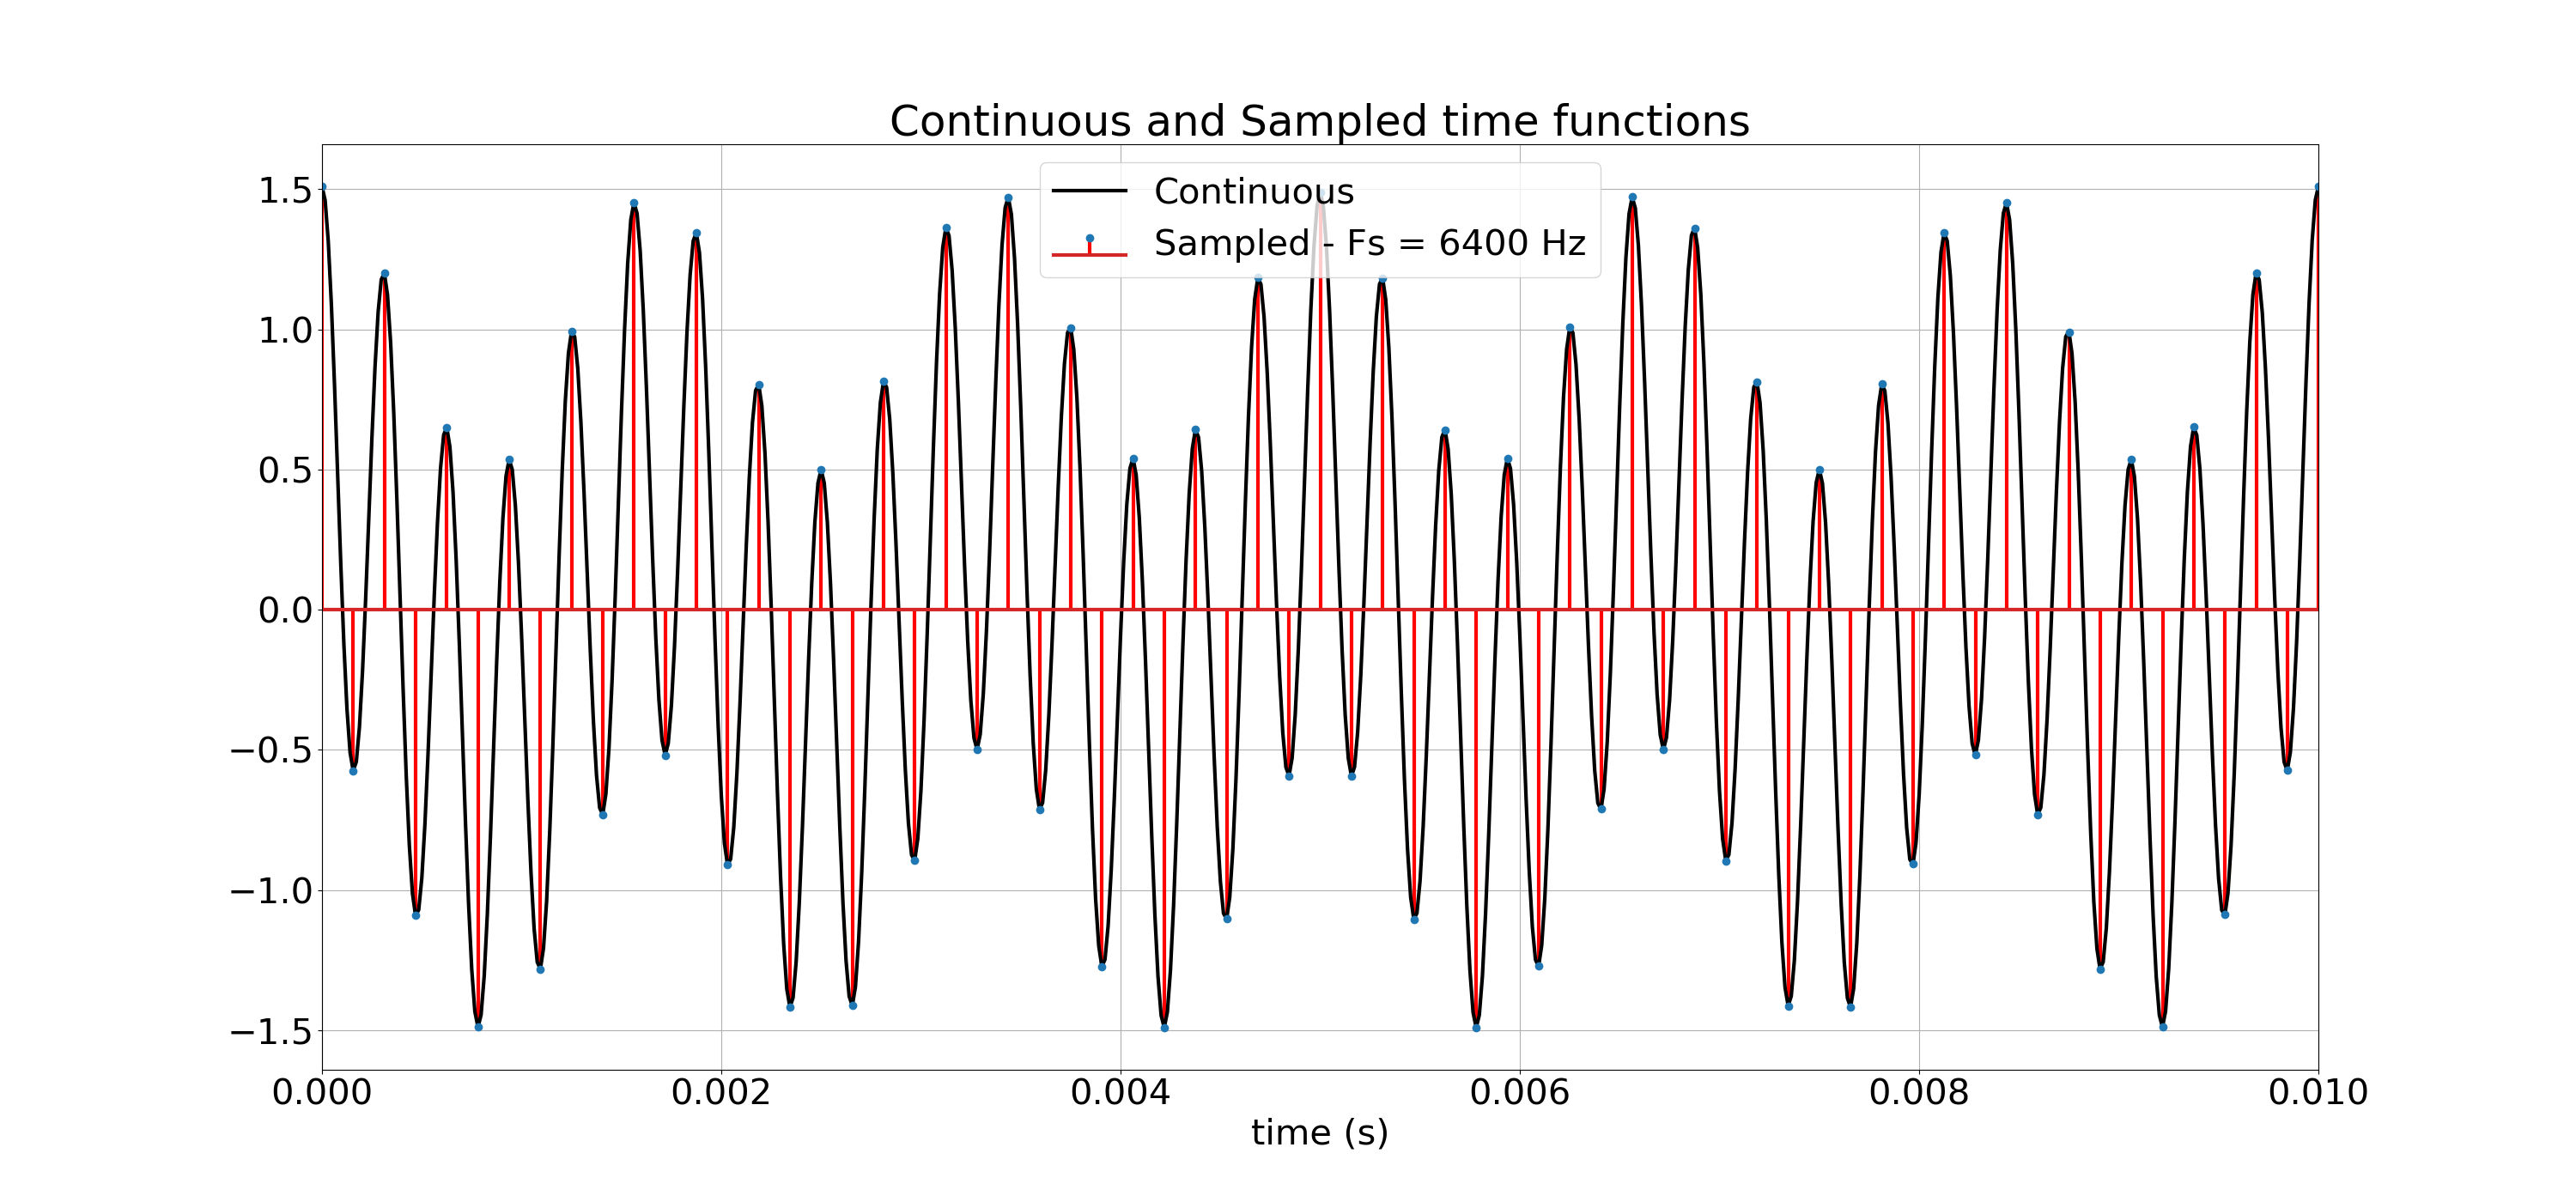 Continuous and Sampled time functions
Continuous
Sampled - Fs = 6400 Hz
1.5
1.0
0.5
0.0
−0.5
−1.0
−1.5
0.000 0.002 0.004 0.006 0.008 0.010
time (s)